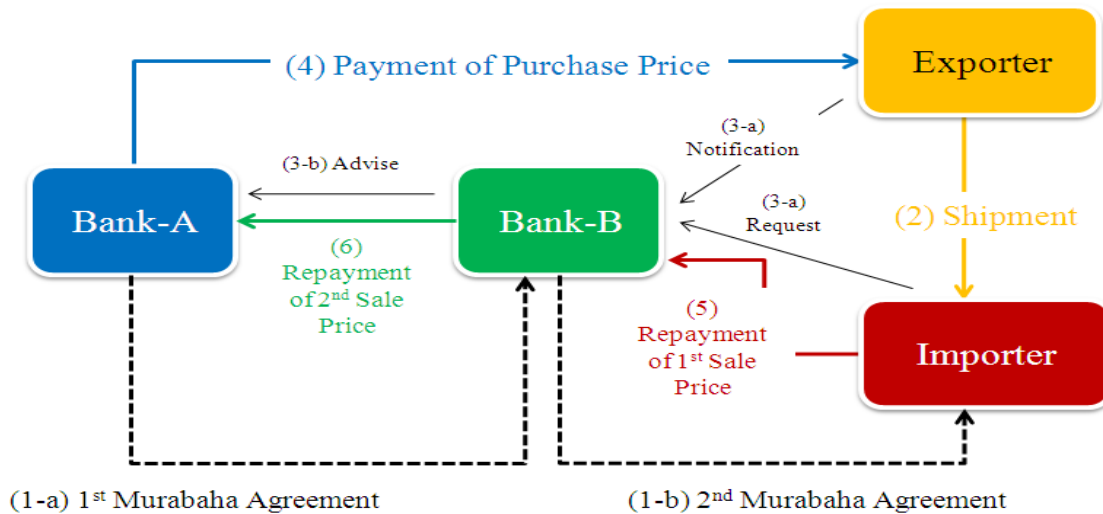 (4) Payment of Purchase Price
Exporter
(3-a)
Notification
(3-b) Advise
Bank-A
Bank-B
(3-a)
Request
(2) Shipment
(6)
Repayment
of 2nd Sale
Price
(5)
Repayment
of 1st Sale
Price
Importer
(1-a) 1st Murabaha Agreement
(1-b) 2nd Murabaha Agreement